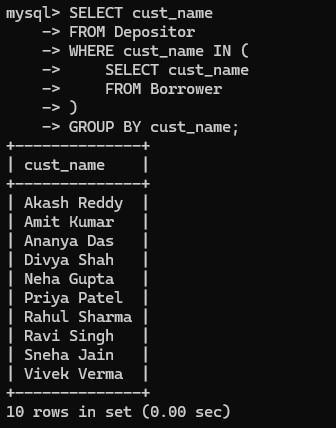 mysql> SELECT cust_name
    -> FROM Depositor
    -> WHERE cust_name IN (
    ->     SELECT cust_name
    ->     FROM Borrower
    -> )
    -> GROUP BY cust_name;
+--------------+
| cust_name    |
+--------------+
| Akash Reddy  |
| Amit Kumar   |
| Ananya Das   |
| Divya Shah   |
| Neha Gupta   |
| Priya Patel  |
| Rahul Sharma |
| Ravi Singh   |
| Sneha Jain   |
| Vivek Verma  |
+--------------+
10 rows in set (0.00 sec)